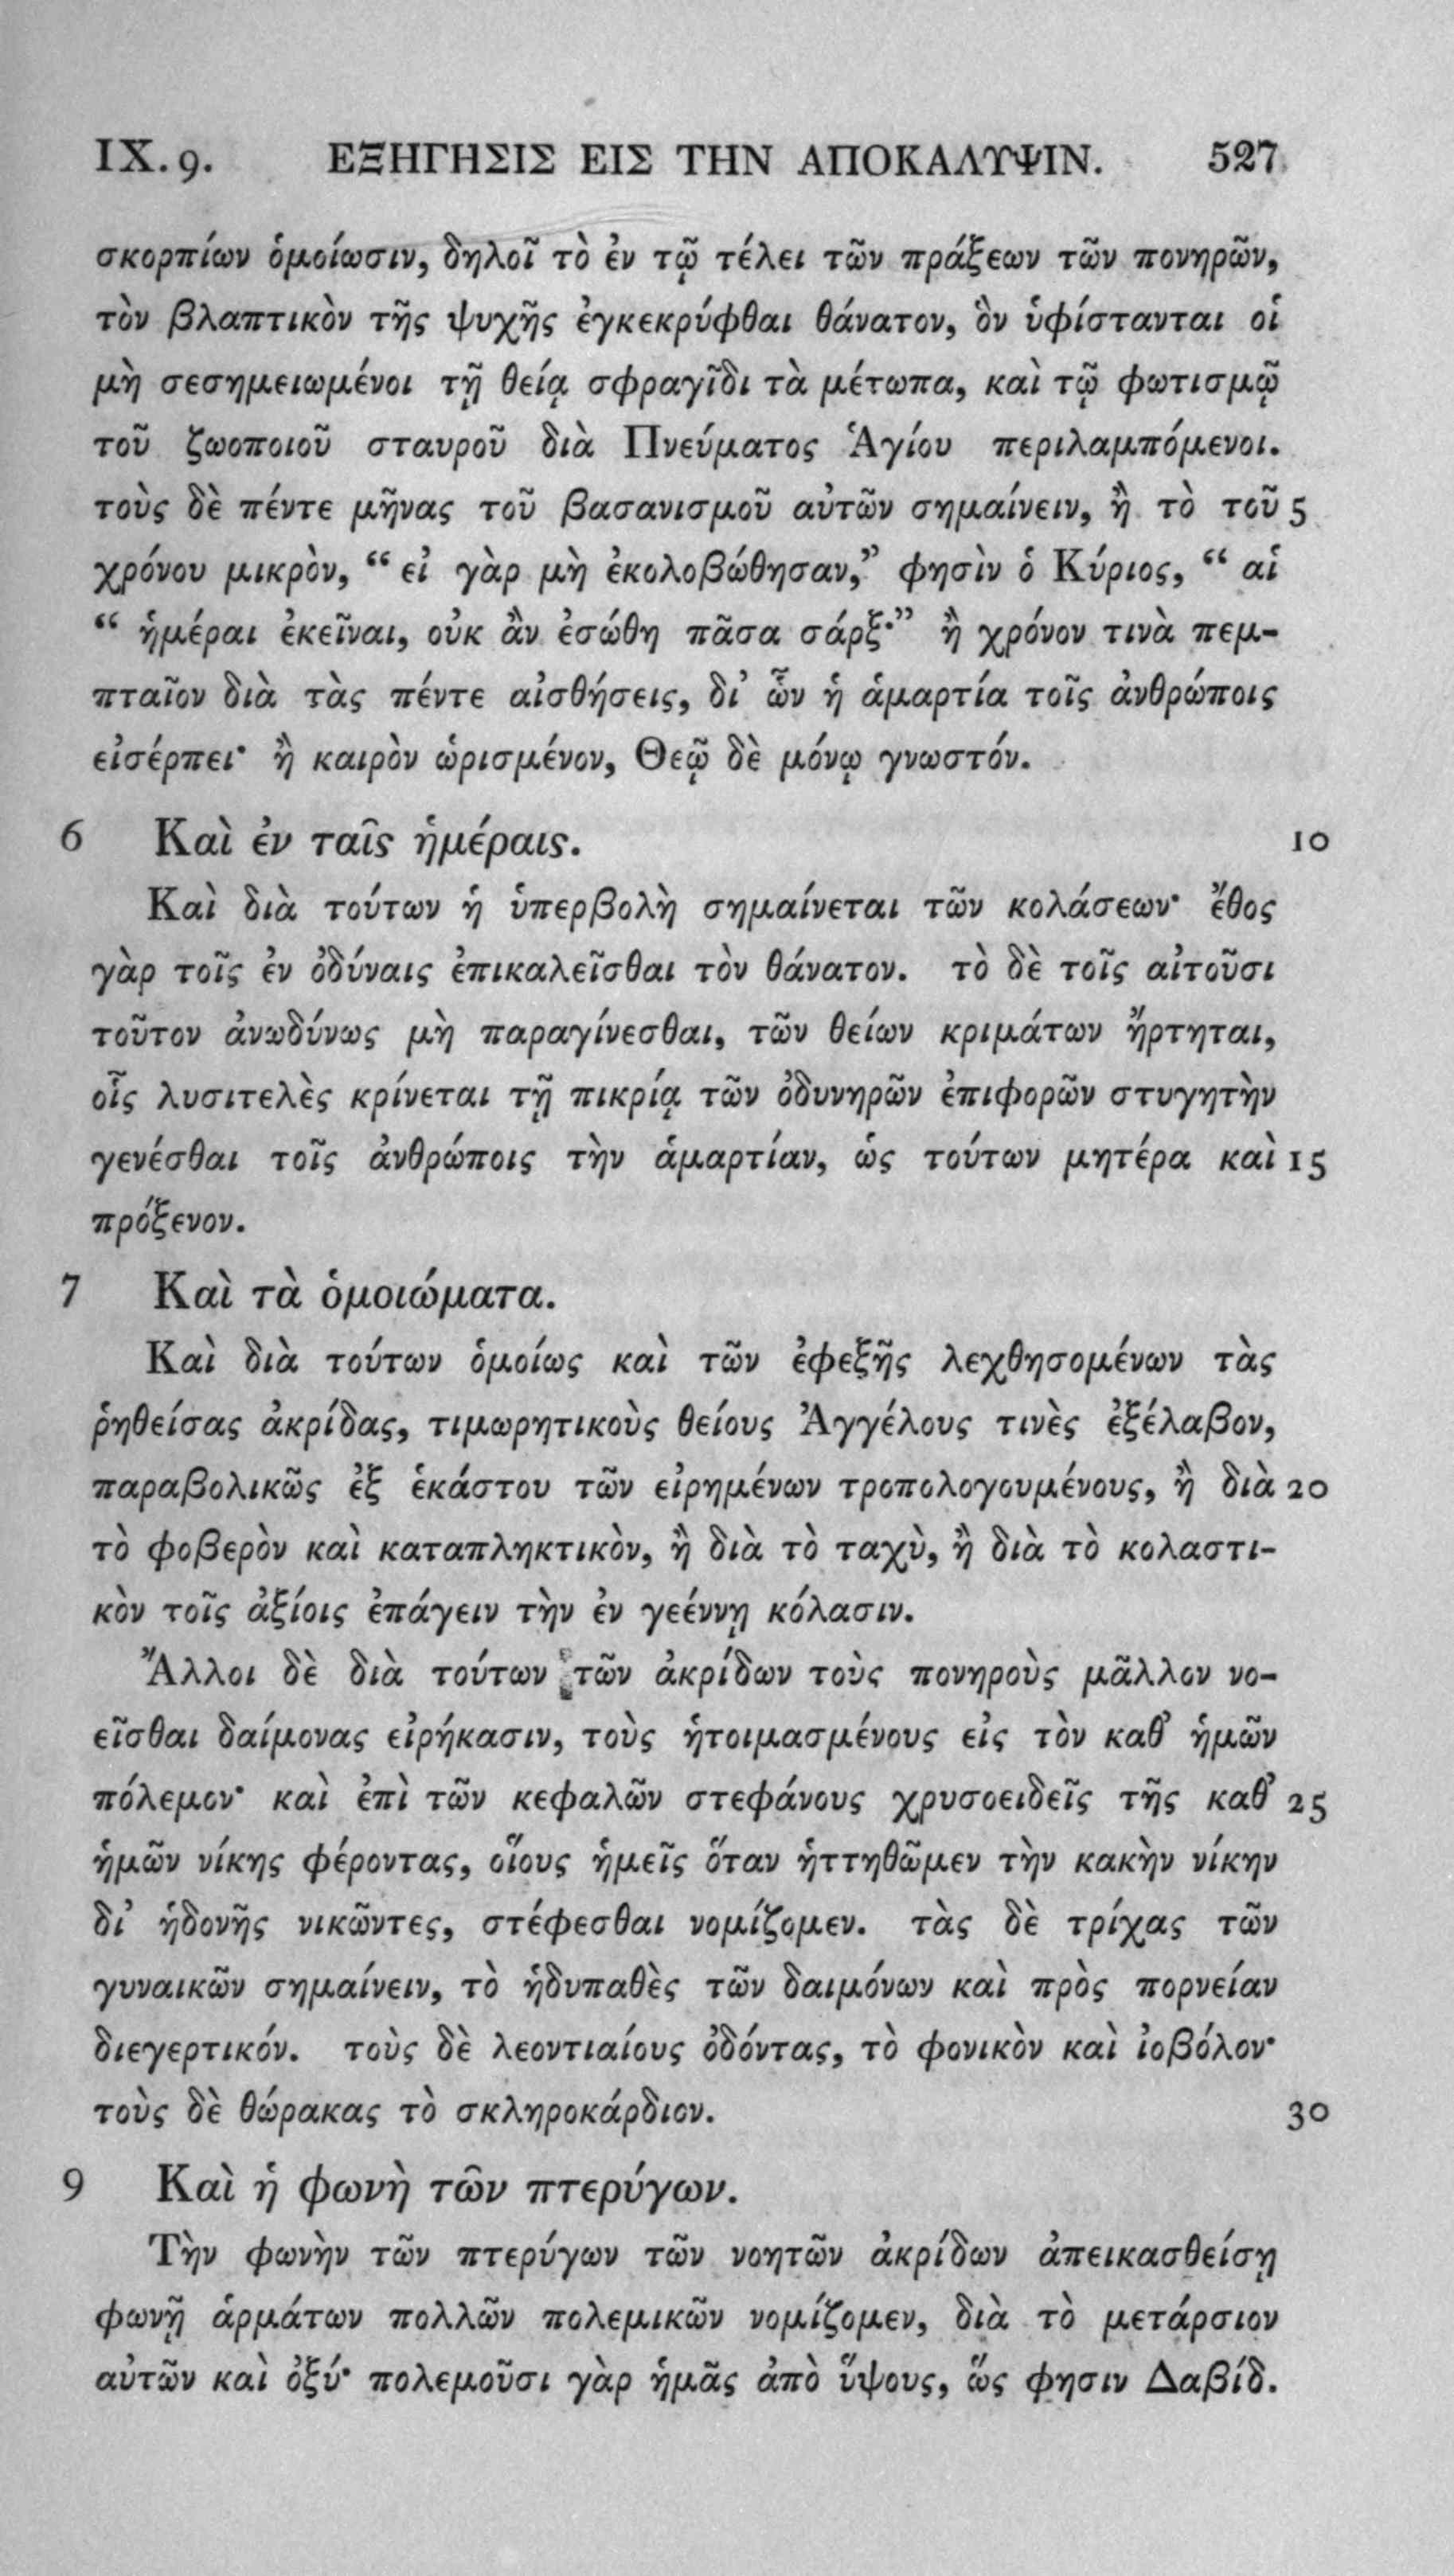 IX. 9. ΕΞΗΓΗΣΙΣ ΕΙΣ ΤΗΝ ΑΠΟΚΑΛΥΨΙΝ. 527
σκορπίων ὁμοίωσιν, δηλοῖ τὸ ἐν τῷ τέλει τῶν πράξεων τῶν πονηρῶν,
τὸν βλαπτικὸν τῆς ψυχῆς ἐγκεκρύφθαι θάνατον, ὃν ὑφίστανται οἱ
μὴ σεσημειωμένοι τῇ θείᾳ σφραγῖδι τὰ μέτωπα, καὶ τῷ φωτισμῷ
τοῦ ζωοποιοῦ σταυροῦ διὰ Πνεύματος Ἁγίου περιλαμπόμενοι.
τοὺς δὲ πέντε μῆνας τοῦ βασανισμοῦ αὐτῶν σημαίνειν, ἢ τὸ τοῦ 5
χρόνου μικρὸν, “ εἰ γὰρ μὴ ἐκολοβώθησαν,” φησὶν ὁ Κύριος, “ αἱ
“ ἡμέραι ἐκεῖναι, οὐκ ἂν ἐσώθη πᾶσα σάρξ·” ἢ χρόνον τινὰ πεμ-
πταῖον διὰ τὰς πέντε αἰσθήσεις, δι’ ὧν ἡ ἁμαρτία τοῖς ἀνθρώποις
εἰσέρπει· ἢ καιρὸν ὡρισμένον, Θεῷ δὲ μόνῳ γνωστόν.
6 Καὶ ἐν ταῖς ἡμέραις. 10
Καὶ διὰ τούτων ἡ ὑπερβολὴ σημαίνεται τῶν κολάσεων· ἔθος
γὰρ τοῖς ἐν ὀδύναις ἐπικαλεῖσθαι τὸν θάνατον. τὸ δὲ τοῖς αἰτοῦσι
τοῦτον ἀνωδύνως μὴ παραγίνεσθαι, τῶν θείων κριμάτων ἤρτηται,
οἷς λυσιτελὲς κρίνεται τῇ πικρίᾳ τῶν ὀδυνηρῶν ἐπιφορῶν στυγητὴν
γενέσθαι τοῖς ἀνθρώποις τὴν ἁμαρτίαν, ὡς τούτων μητέρα καὶ 15
πρόξενον.
7 Καὶ τὰ ὁμοιώματα.
Καὶ διὰ τούτων ὁμοίως καὶ τῶν ἐφεξῆς λεχθησομένων τὰς
ῥηθείσας ἀκρίδας, τιμωρητικοὺς θείους Ἀγγέλους τινὲς ἐξέλαβον,
παραβολικῶς ἐξ ἑκάστου τῶν εἰρημένων τροπολογουμένους, ἢ διὰ 20
τὸ φοβερὸν καὶ καταπληκτικὸν, ἢ διὰ τὸ ταχὺ, ἢ διὰ τὸ κολαστι-
κὸν τοῖς ἀξίοις ἐπάγειν τὴν ἐν γεέννῃ κόλασιν.
Ἄλλοι δὲ διὰ τούτων τῶν ἀκρίδων τοὺς πονηροὺς μᾶλλον νο-
εῖσθαι δαίμονας εἰρήκασιν, τοὺς ἡτοιμασμένους εἰς τὸν καθ’ ἡμῶν
πόλεμον· καὶ ἐπὶ τῶν κεφαλῶν στεφάνους χρυσοειδεῖς τῆς καθ’ 25
ἡμῶν νίκης φέροντας, οἵους ἡμεῖς ὅταν ἡττηθῶμεν τὴν κακὴν νίκην
δι’ ἡδονῆς νικῶντες, στέφεσθαι νομίζομεν. τὰς δὲ τρίχας τῶν
γυναικῶν σημαίνειν, τὸ ἡδυπαθὲς τῶν δαιμόνων καὶ πρὸς πορνείαν
διεγερτικόν. τοὺς δὲ λεοντιαίους ὀδόντας, τὸ φονικὸν καὶ ἰοβόλον·
τοὺς δὲ θώρακας τὸ σκληροκάρδιον. 30
9 Καὶ ἡ φωνὴ τῶν πτερύγων.
Τὴν φωνὴν τῶν πτερύγων τῶν νοητῶν ἀκρίδων ἀπεικασθείσῃ
φωνῇ ἁρμάτων πολλῶν πολεμικῶν νομίζομεν, διὰ τὸ μετάρσιον
αὐτῶν καὶ ὀξύ· πολεμοῦσι γὰρ ἡμᾶς ἀπὸ ὕψους, ὥς φησιν Δαβίδ.